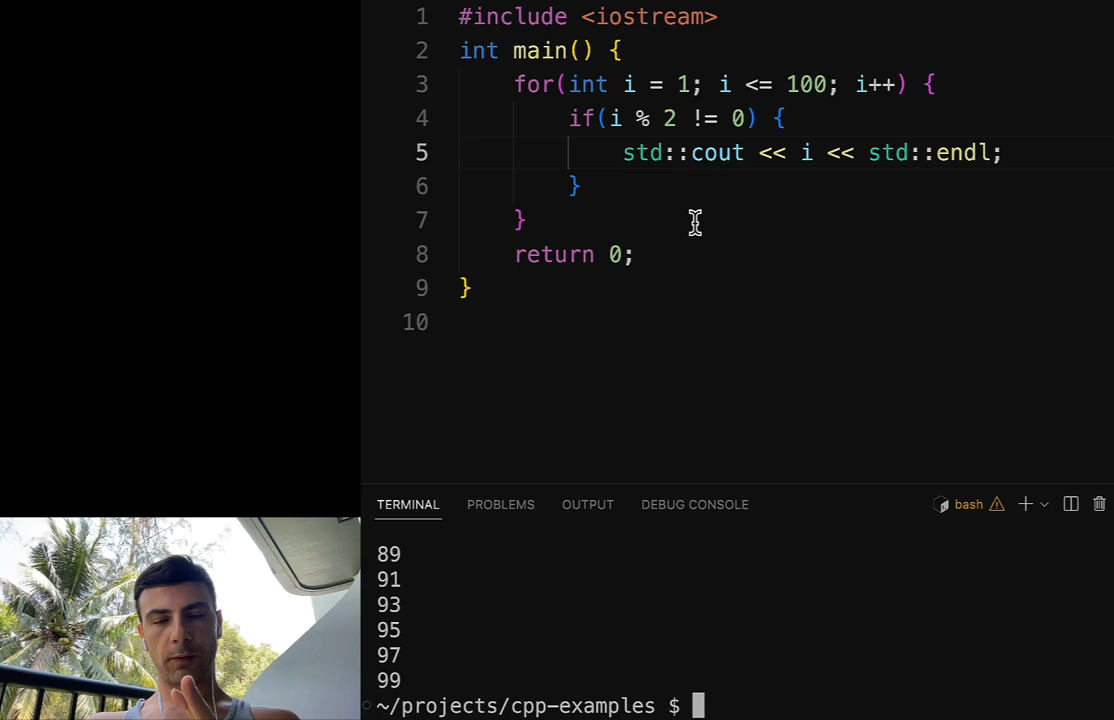 1 #include <iostream>
2 int main() {
3 for(int i = 1; i <= 100; i++) {
4 if(i % 2 != 0) {
5 std::cout << i << std::endl;
6 }
7 }
8 return 0;
9 }
10
TERMINAL PROBLEMS OUTPUT DEBUG CONSOLE bash
89
91
93
95
97
99
~/projects/cpp-examples $